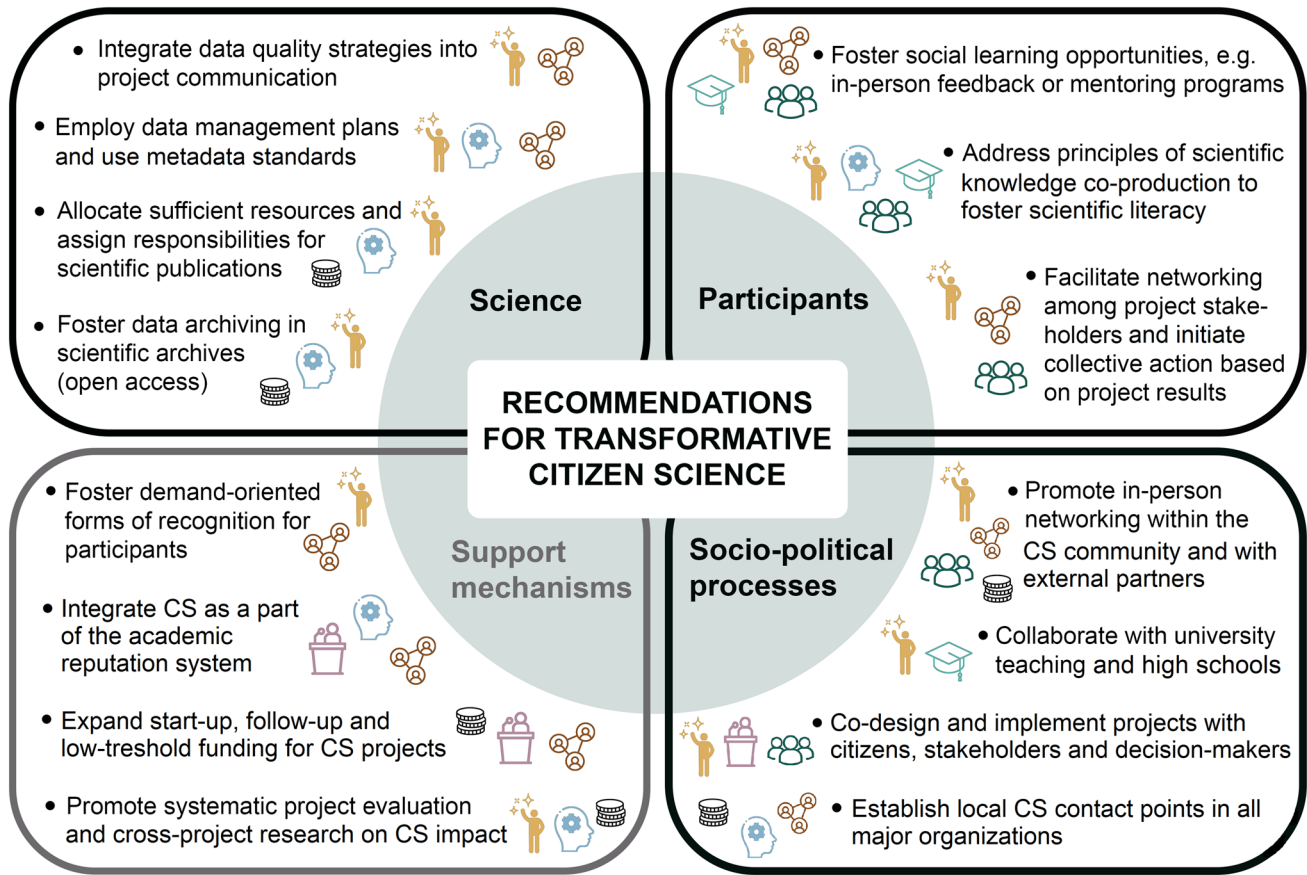 • Integrate data quality strategies into
project communication
• Employ data management plans
and use metadata standards
• Allocate sufficient resources and
assign responsibilities for
scientific publications
• Foster data archiving in
scientific archives
(open access)
Science
• Foster social learning opportunities, e.g.
in-person feedback or mentoring programs
• Address principles of scientific
knowledge co-production to
foster scientific literacy
• Facilitate networking
among project stake-
holders and initiate
collective action based
on project results
Participants
RECOMMENDATIONS
FOR TRANSFORMATIVE
CITIZEN SCIENCE
• Foster demand-oriented
forms of recognition for
participants
• Integrate CS as a part
of the academic
reputation system
• Expand start-up, follow-up and
low-treshold funding for CS projects
• Promote systematic project evaluation
and cross-project research on CS impact
Support
mechanisms
Socio-political
processes
• Promote in-person
networking within the
CS community and with
external partners
• Collaborate with university
teaching and high schools
• Co-design and implement projects with
citizens, stakeholders and decision-makers
• Establish local CS contact points in all
major organizations